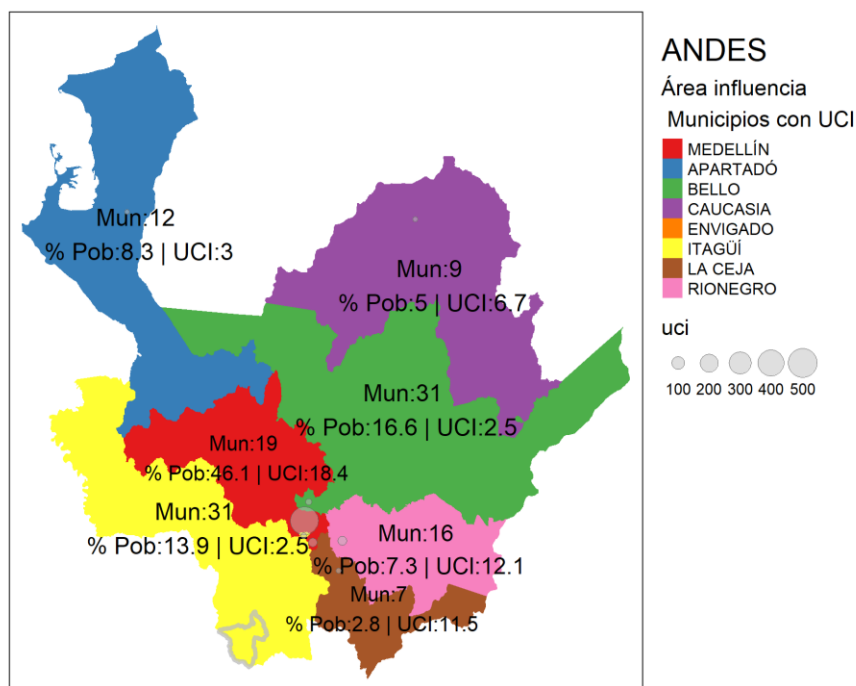 ANDES
Área influencia
Municipios con UCI
MEDELLÍN
APARTADÓ
BELLO
CAUCASIA
ENVIGADO
ITAGÜÍ
LA CEJA
RIONEGRO
uci
100 200 300 400 500
Mun:12
% Pob:8.3 | UCI:3
Mun:9
% Pob:5 | UCI:6.7
Mun:31
% Pob:16.6 | UCI:2.5
Mun:19
% Pob:46.1 | UCI:18.4
Mun:31
% Pob:13.9 | UCI:2.5
Mun:16
% Pob:7.3 | UCI:12.1
Mun:7
% Pob:2.8 | UCI:11.5